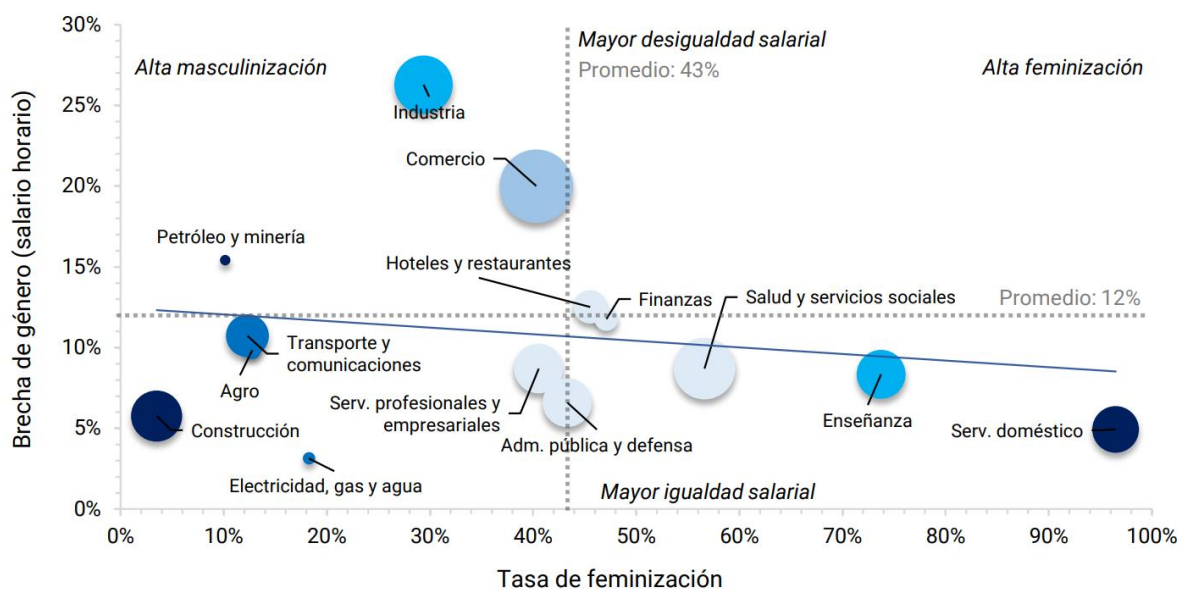 30%
25%
20%
15%
10%
5%
0%
Brecha de género (salario horario)
Alta masculinización
Mayor desigualdad salarial
Promedio: 43%
Alta feminización
Industria
Comercio
Petróleo y minería
Hoteles y restaurantes
Finanzas
Salud y servicios sociales
Promedio: 12%
Transporte y
comunicaciones
Agro
Construcción
Serv. profesionales y
empresariales
Adm. pública y defensa
Enseñanza
Serv. doméstico
Electricidad, gas y agua
Mayor igualdad salarial
0%
10%
20%
30%
40%
50%
60%
70%
80%
90%
100%
Tasa de feminización